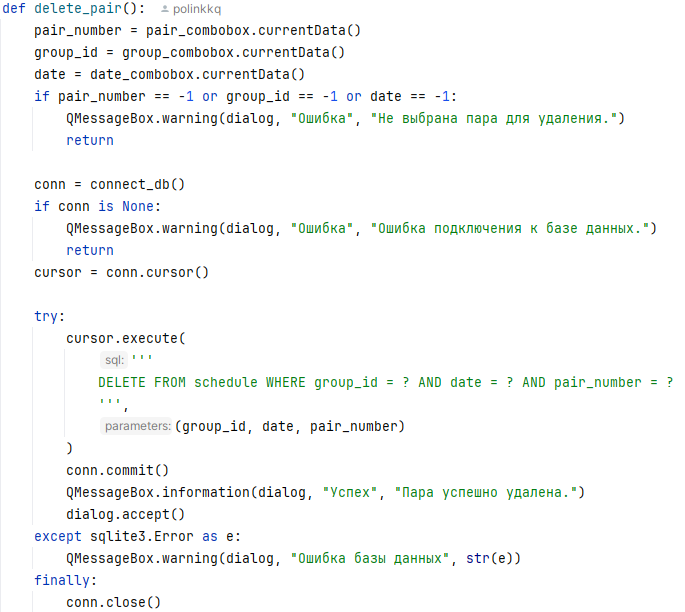 def delete_pair(): polinkkq
    pair_number = pair_combobox.currentData()
    group_id = group_combobox.currentData()
    date = date_combobox.currentData()
    if pair_number == -1 or group_id == -1 or date == -1:
        QMessageBox.warning(dialog, "Ошибка", "Не выбрана пара для удаления.")
        return

    conn = connect_db()
    if conn is None:
        QMessageBox.warning(dialog, "Ошибка", "Ошибка подключения к базе данных.")
        return
    cursor = conn.cursor()

    try:
        cursor.execute(
            sql: '''
            DELETE FROM schedule WHERE group_id = ? AND date = ? AND pair_number = ?
            ''',
            parameters: (group_id, date, pair_number)
        )
        conn.commit()
        QMessageBox.information(dialog, "Успех", "Пара успешно удалена.")
        dialog.accept()
    except sqlite3.Error as e:
        QMessageBox.warning(dialog, "Ошибка базы данных", str(e))
    finally:
        conn.close()